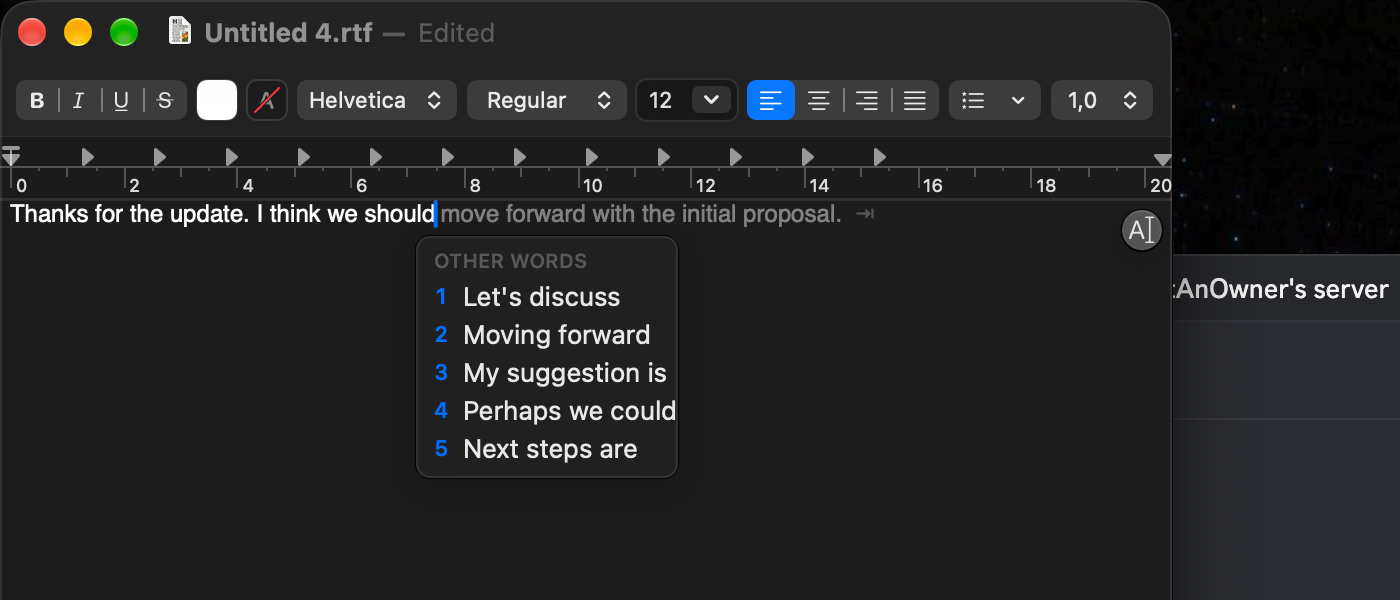 Untitled 4.rtf — Edited
B I U S A Helvetica Regular 12 1,0
0 2 4 6 8 10 12 14 16 18 20
Thanks for the update. I think we should move forward with the initial proposal.
A
OTHER WORDS
1 Let's discuss
2 Moving forward
3 My suggestion is
4 Perhaps we could
5 Next steps are
:AnOwner's server